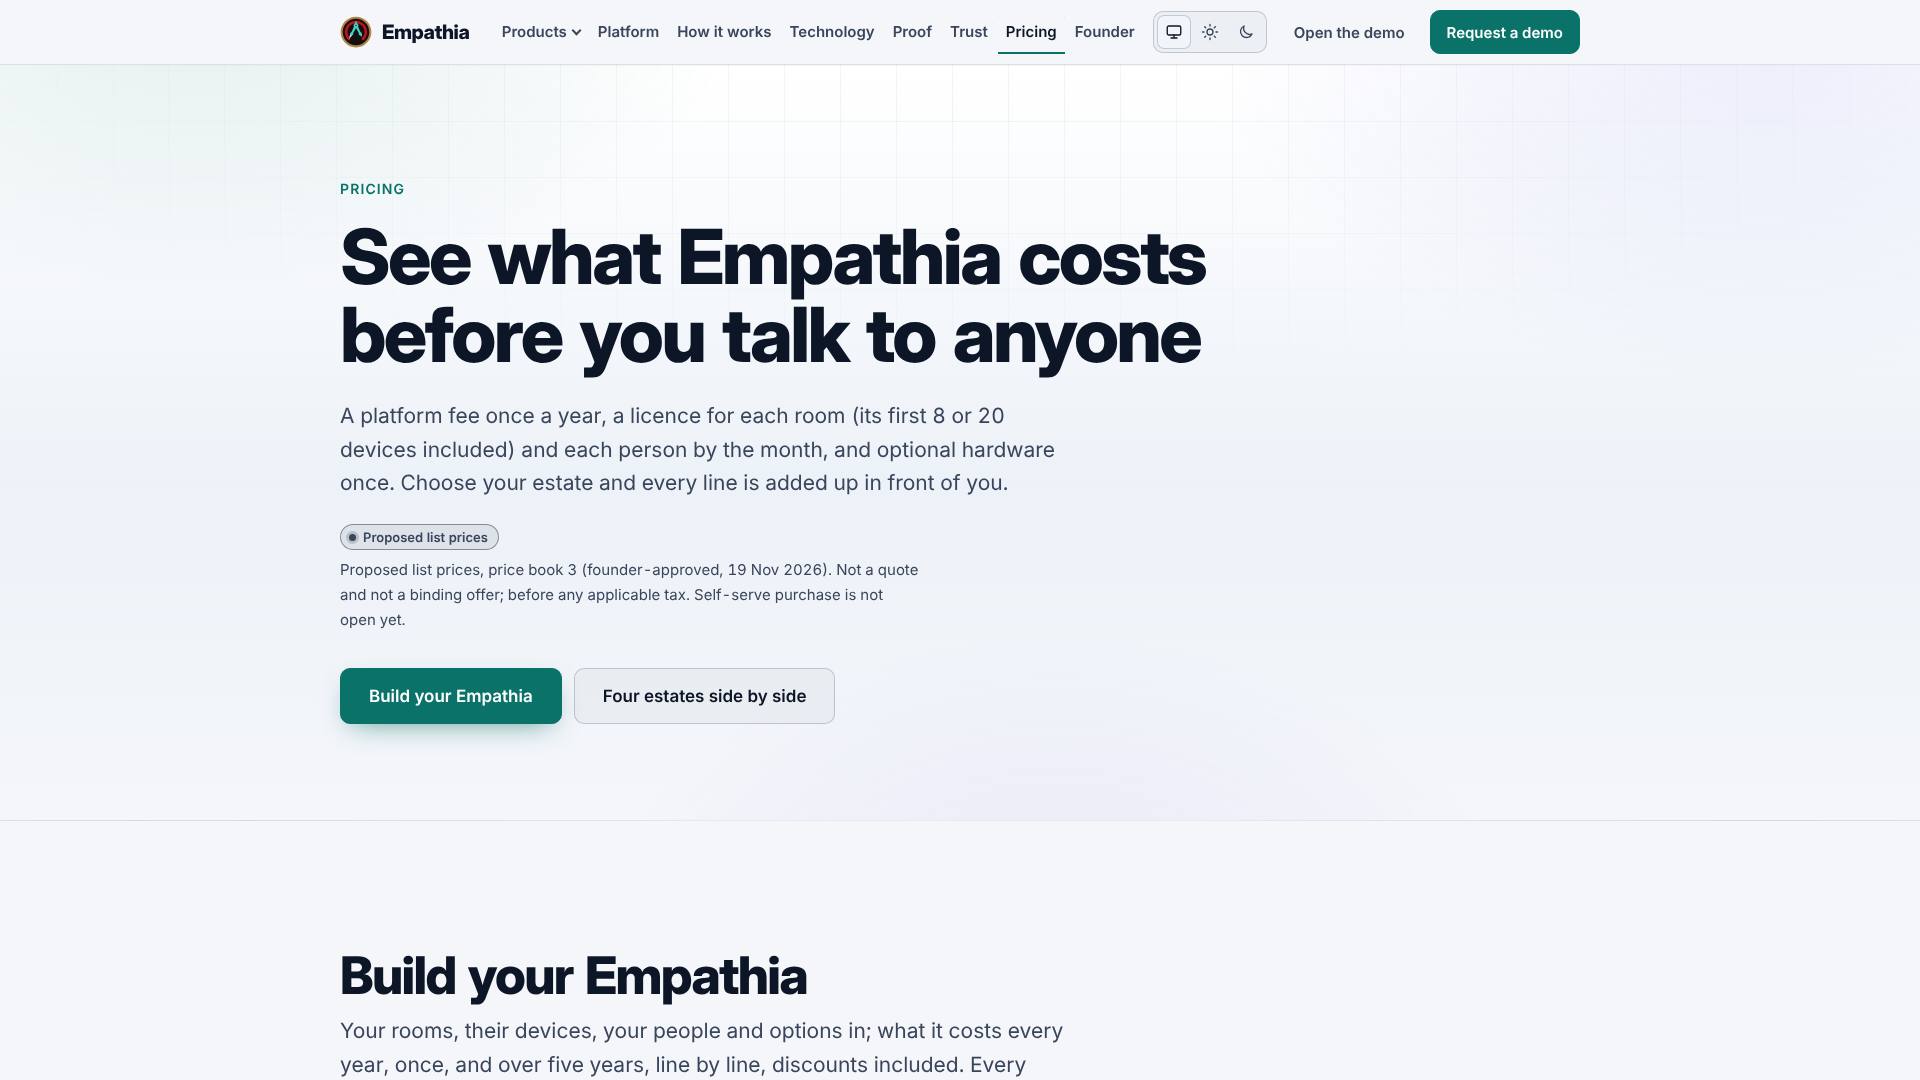 Empathia
Products
Platform
How it works
Technology
Proof
Trust
Pricing
Founder
Open the demo
Request a demo
PRICING
See what Empathia costs
before you talk to anyone
A platform fee once a year, a licence for each room (its first 8 or 20
devices included) and each person by the month, and optional hardware
once. Choose your estate and every line is added up in front of you.
Proposed list prices
Proposed list prices, price book 3 (founder-approved, 19 Nov 2026). Not a quote
and not a binding offer; before any applicable tax. Self-serve purchase is not
open yet.
Build your Empathia
Four estates side by side
Build your Empathia
Your rooms, their devices, your people and options in; what it costs every
year, once, and over five years, line by line, discounts included. Every